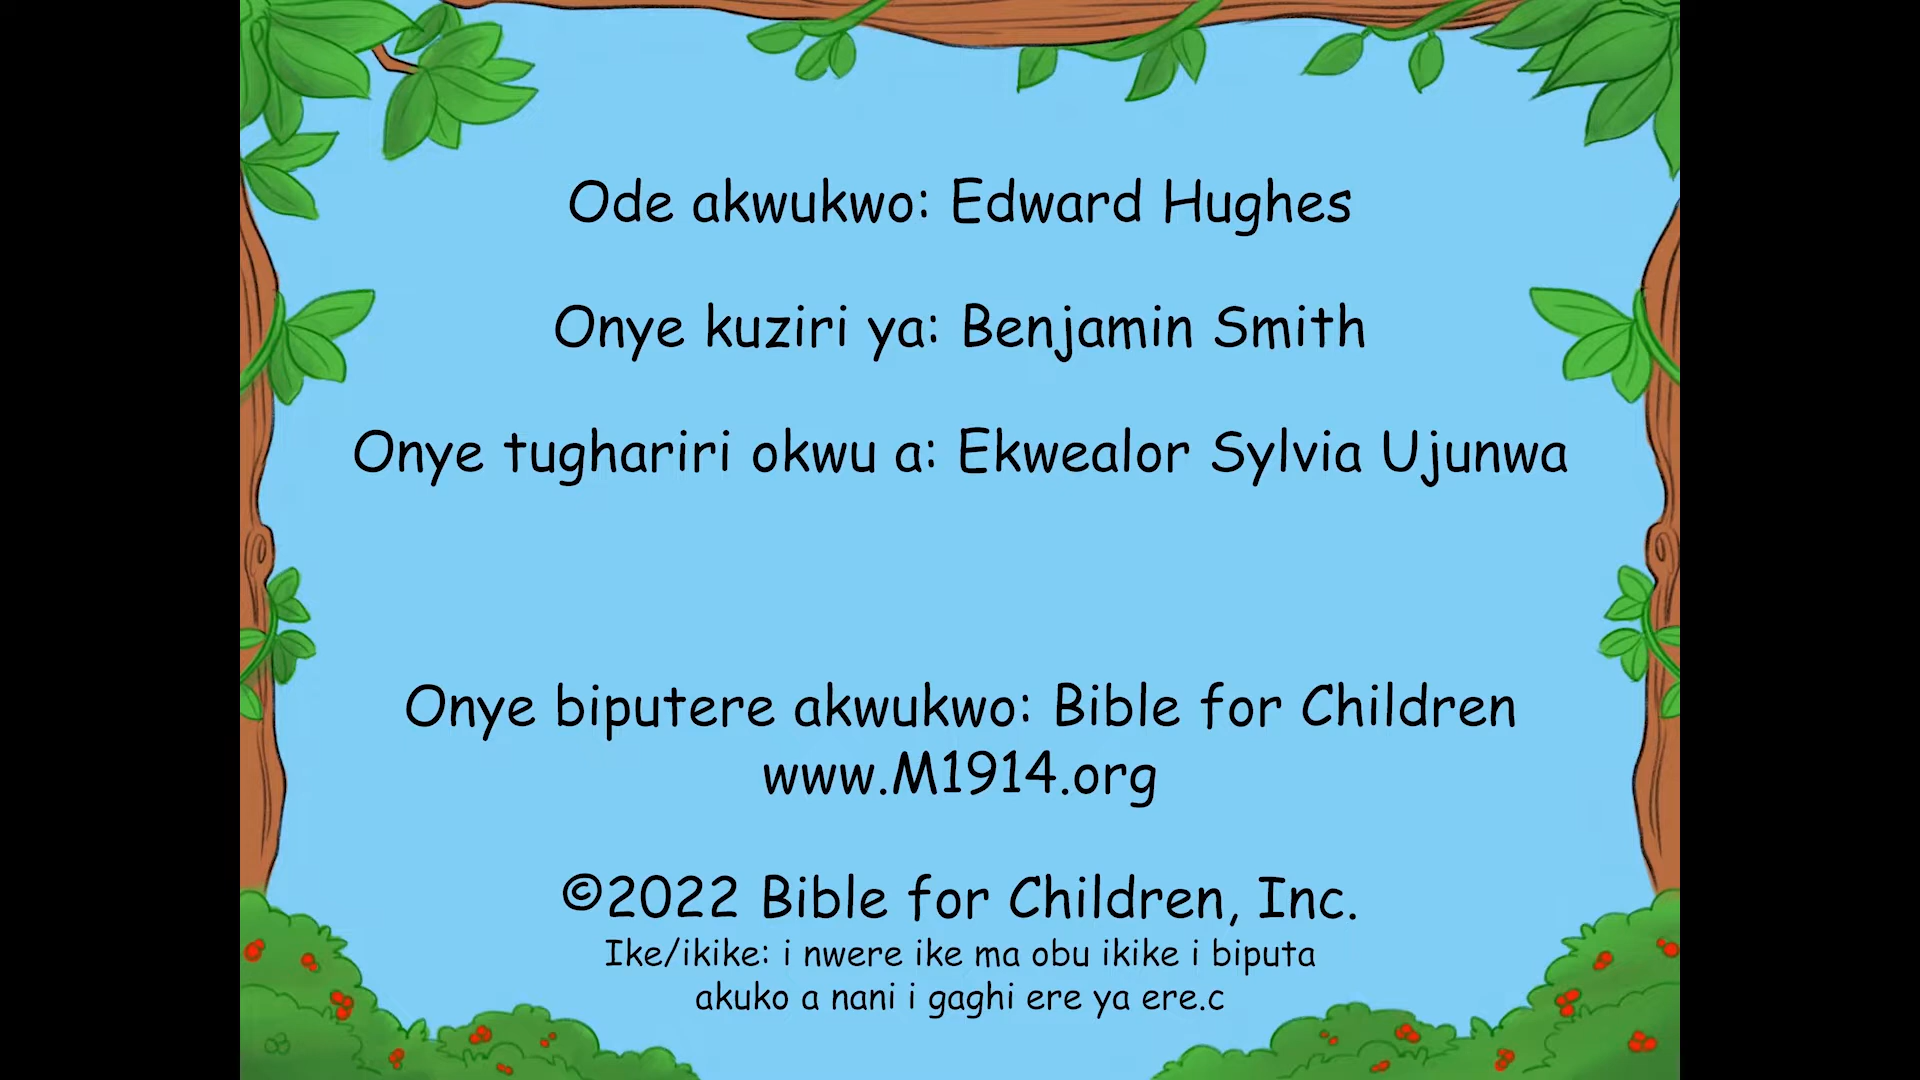 Ode akwukwo: Edward Hughes
Onye kuziri ya: Benjamin Smith
Onye tughariri okwu a: Ekwealor Sylvia Ujunwa
Onye biputere akwukwo: Bible for Children
www.M1914.org
©2022 Bible for Children, Inc.
Ike/ikike: i nwere ike ma obu ikike i biputa
akuko a nani i gaghi ere ya ere.c